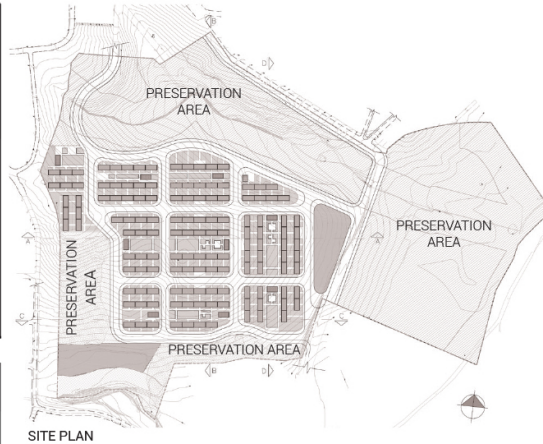 B
D
PRESERVATION
AREA
PRESERVATION
AREA
A
A
PRESERVATION
AREA
C
C
PRESERVATION AREA
B
D
SITE PLAN